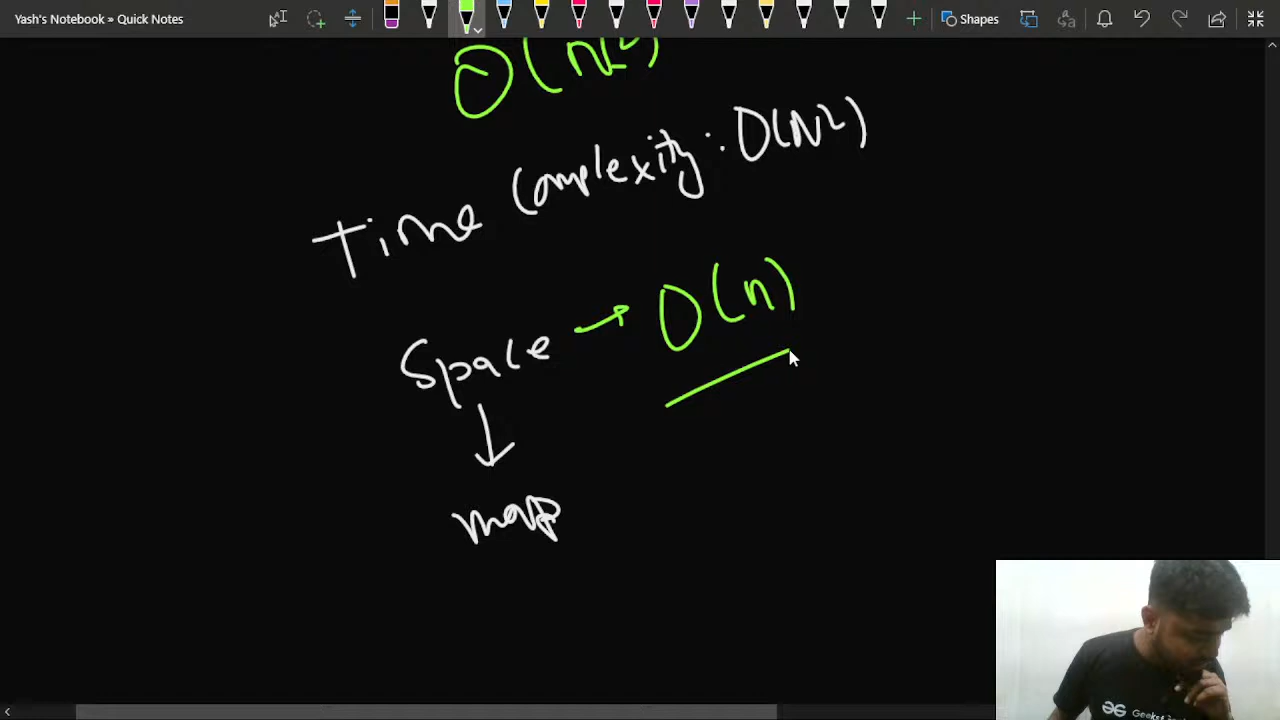 Yash's Notebook » Quick Notes
Shapes
O(n²)
Time Complexity: O(N²)
Space → O(n)
↓
map